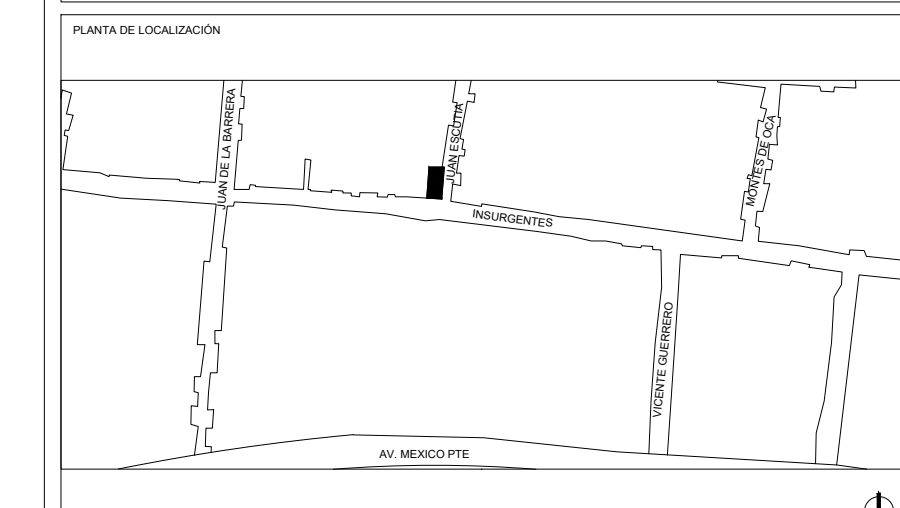 PLANTA DE LOCALIZACIÓN
JUAN DE LA BARRERA
JUAN ESCUTIA
MONTES DE OCA
INSURGENTES
VICENTE GUERRERO
AV. MEXICO PTE